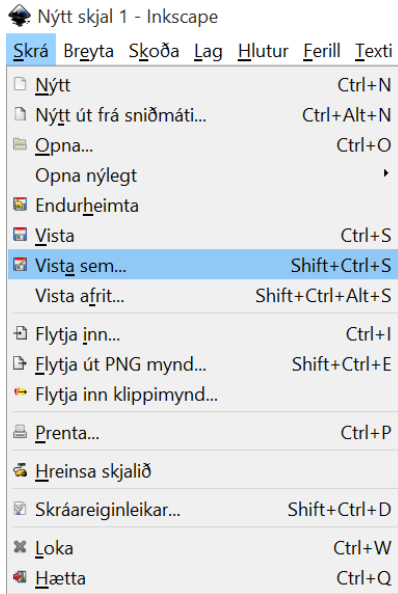 Nýtt skjal 1 - Inkscape
Skrá Breyta Skoða Lag Hlutur Ferill Texti
Nýtt Ctrl+N
Nýtt út frá sniðmáti... Ctrl+Alt+N
Opna... Ctrl+O
Opna nýlegt
Endurheimta
Vista Ctrl+S
Vista sem... Shift+Ctrl+S
Vista afrit... Shift+Ctrl+Alt+S
Flytja inn... Ctrl+I
Flytja út PNG mynd... Shift+Ctrl+E
Flytja inn klippimynd...
Prenta... Ctrl+P
Hreinsa skjalið
Skráareiginleikar... Shift+Ctrl+D
Loka Ctrl+W
Hætta Ctrl+Q